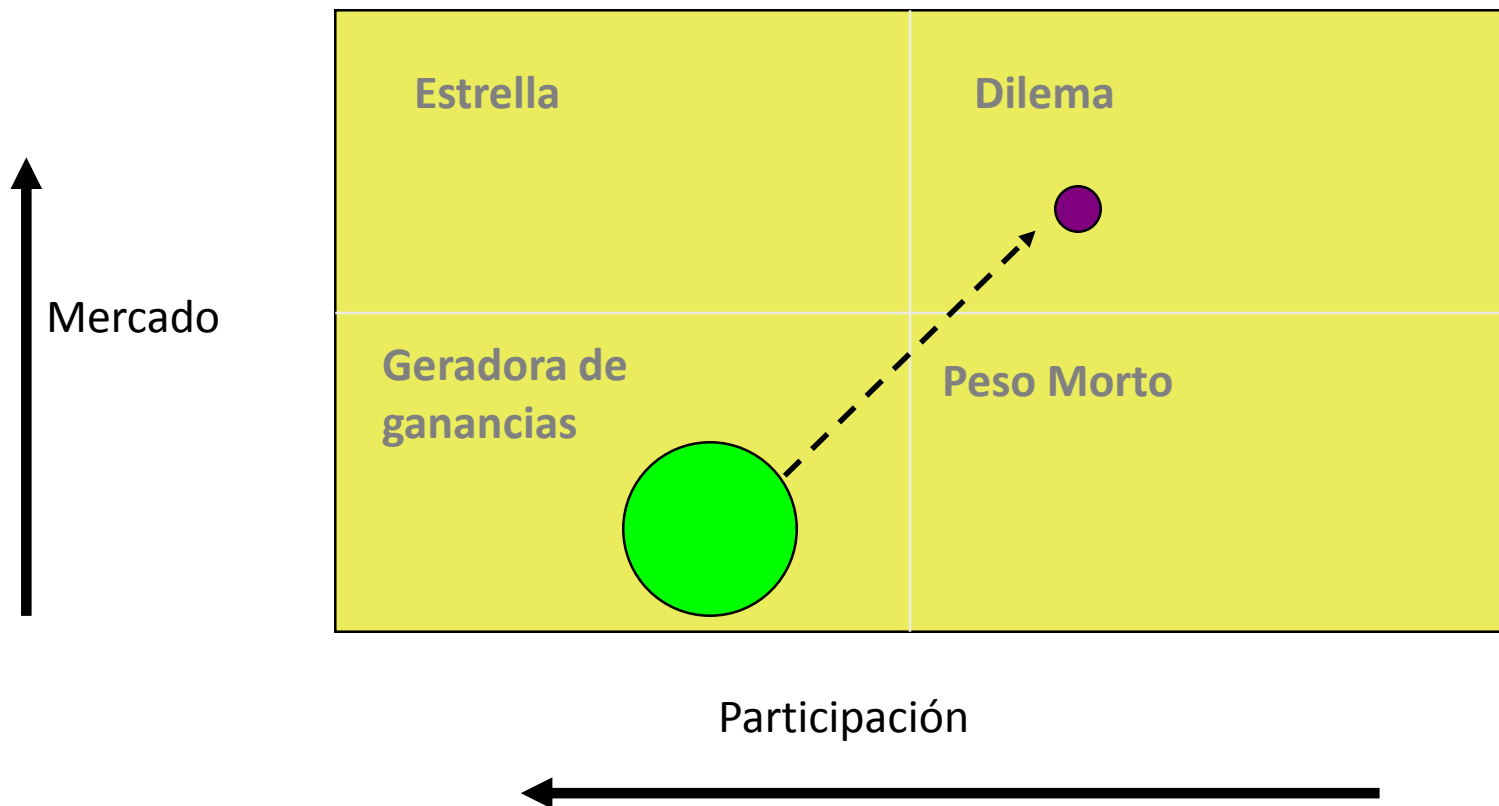 Estrella
Dilema
Mercado
Geradora de
ganancias
Peso Morto
Participación